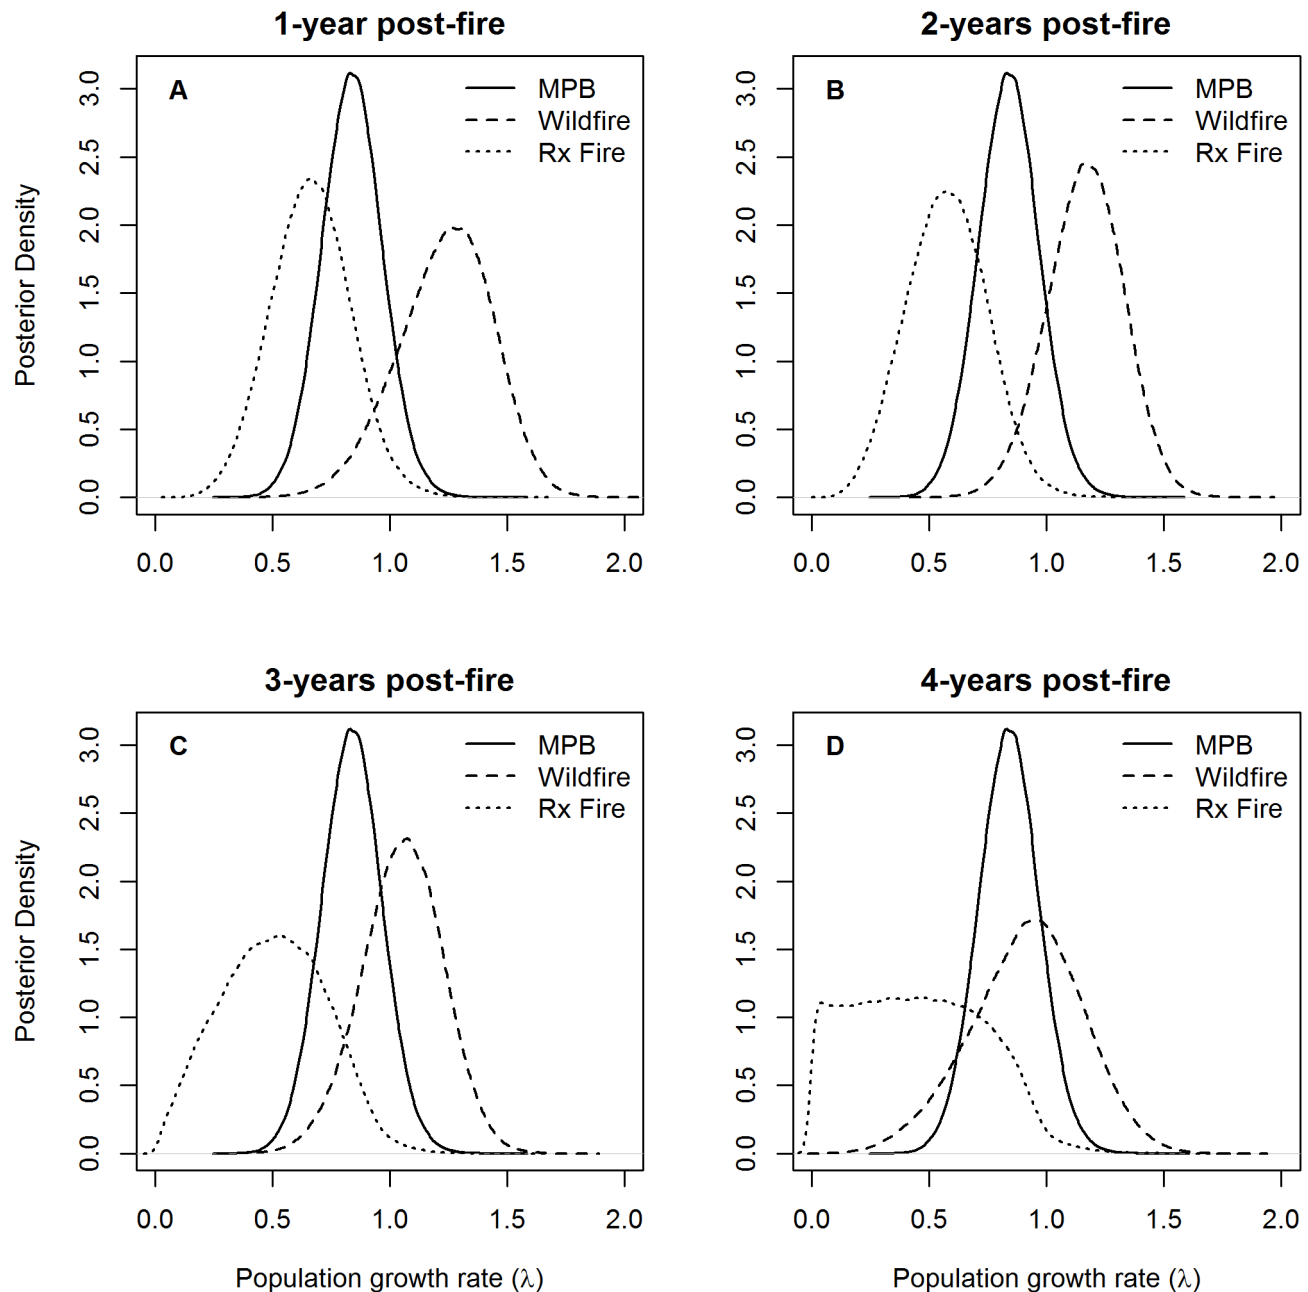 1-year post-fire
A
MPB
Wildfire
Rx Fire
Posterior Density
3.0
2.5
2.0
1.5
1.0
0.5
0.0
0.0 0.5 1.0 1.5 2.0
2-years post-fire
B
MPB
Wildfire
Rx Fire
3.0
2.5
2.0
1.5
1.0
0.5
0.0
0.0 0.5 1.0 1.5 2.0
3-years post-fire
C
MPB
Wildfire
Rx Fire
Posterior Density
3.0
2.5
2.0
1.5
1.0
0.5
0.0
0.0 0.5 1.0 1.5 2.0
Population growth rate (λ)
4-years post-fire
D
MPB
Wildfire
Rx Fire
3.0
2.5
2.0
1.5
1.0
0.5
0.0
0.0 0.5 1.0 1.5 2.0
Population growth rate (λ)